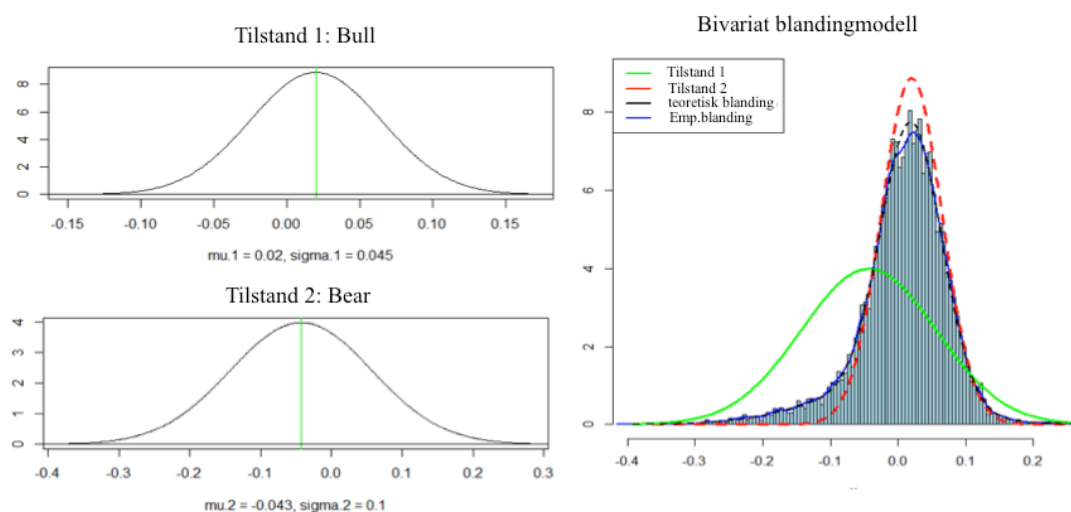 Tilstand 1: Bull
0 2 4 6 8
-0.15 -0.10 -0.05 0.00 0.05 0.10 0.15
mu.1 = 0.02, sigma.1 = 0.045
Tilstand 2: Bear
0 1 2 3 4
-0.4 -0.3 -0.2 -0.1 0.0 0.1 0.2 0.3
mu.2 = -0.043, sigma.2 = 0.1
Bivariat blandingmodell
Tilstand 1
Tilstand 2
teoretisk blanding
Emp.blanding
0 2 4 6 8
-0.4 -0.3 -0.2 -0.1 0.0 0.1 0.2